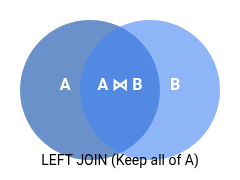 A A ⋈ B B
LEFT JOIN (Keep all of A)